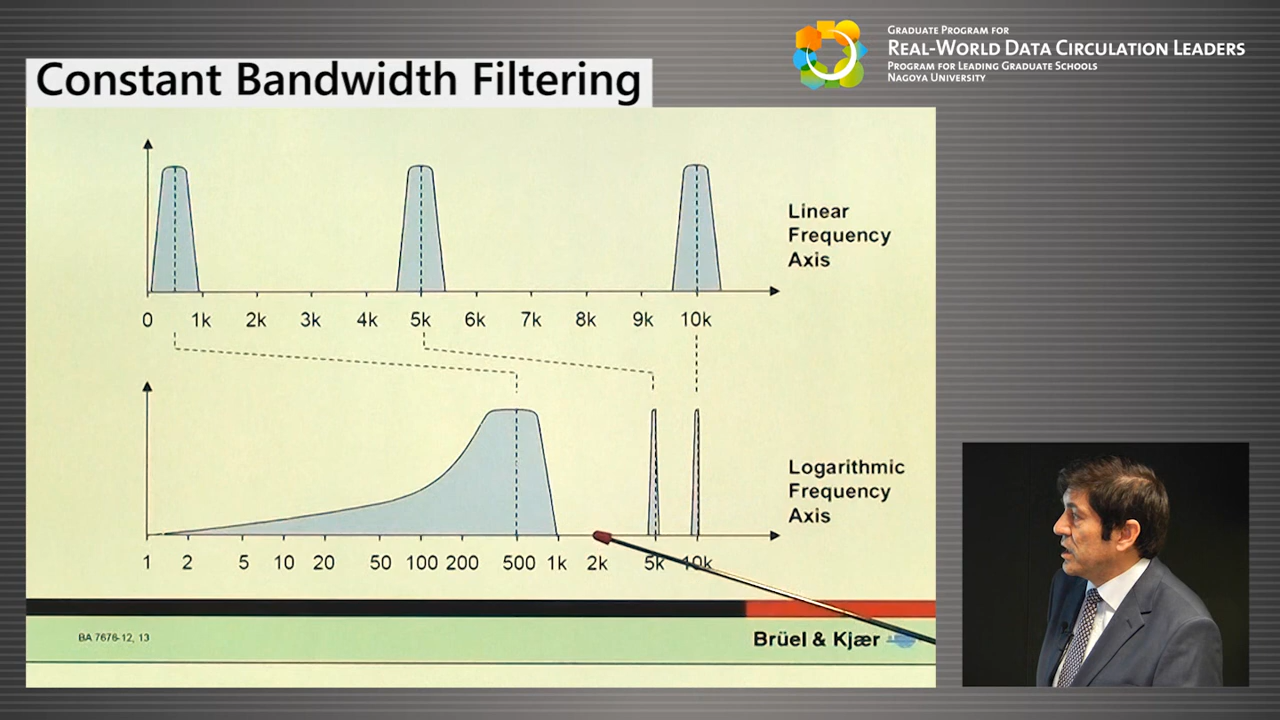 GRADUATE PROGRAM FOR
REAL-WORLD DATA CIRCULATION LEADERS
PROGRAM FOR LEADING GRADUATE SCHOOLS
NAGOYA UNIVERSITY
Constant Bandwidth Filtering
Linear
Frequency
Axis
0 1k 2k 3k 4k 5k 6k 7k 8k 9k 10k
Logarithmic
Frequency
Axis
1 2 5 10 20 50 100 200 500 1k 2k 5k 10k
BA 7676-12, 13
Brüel & Kjær